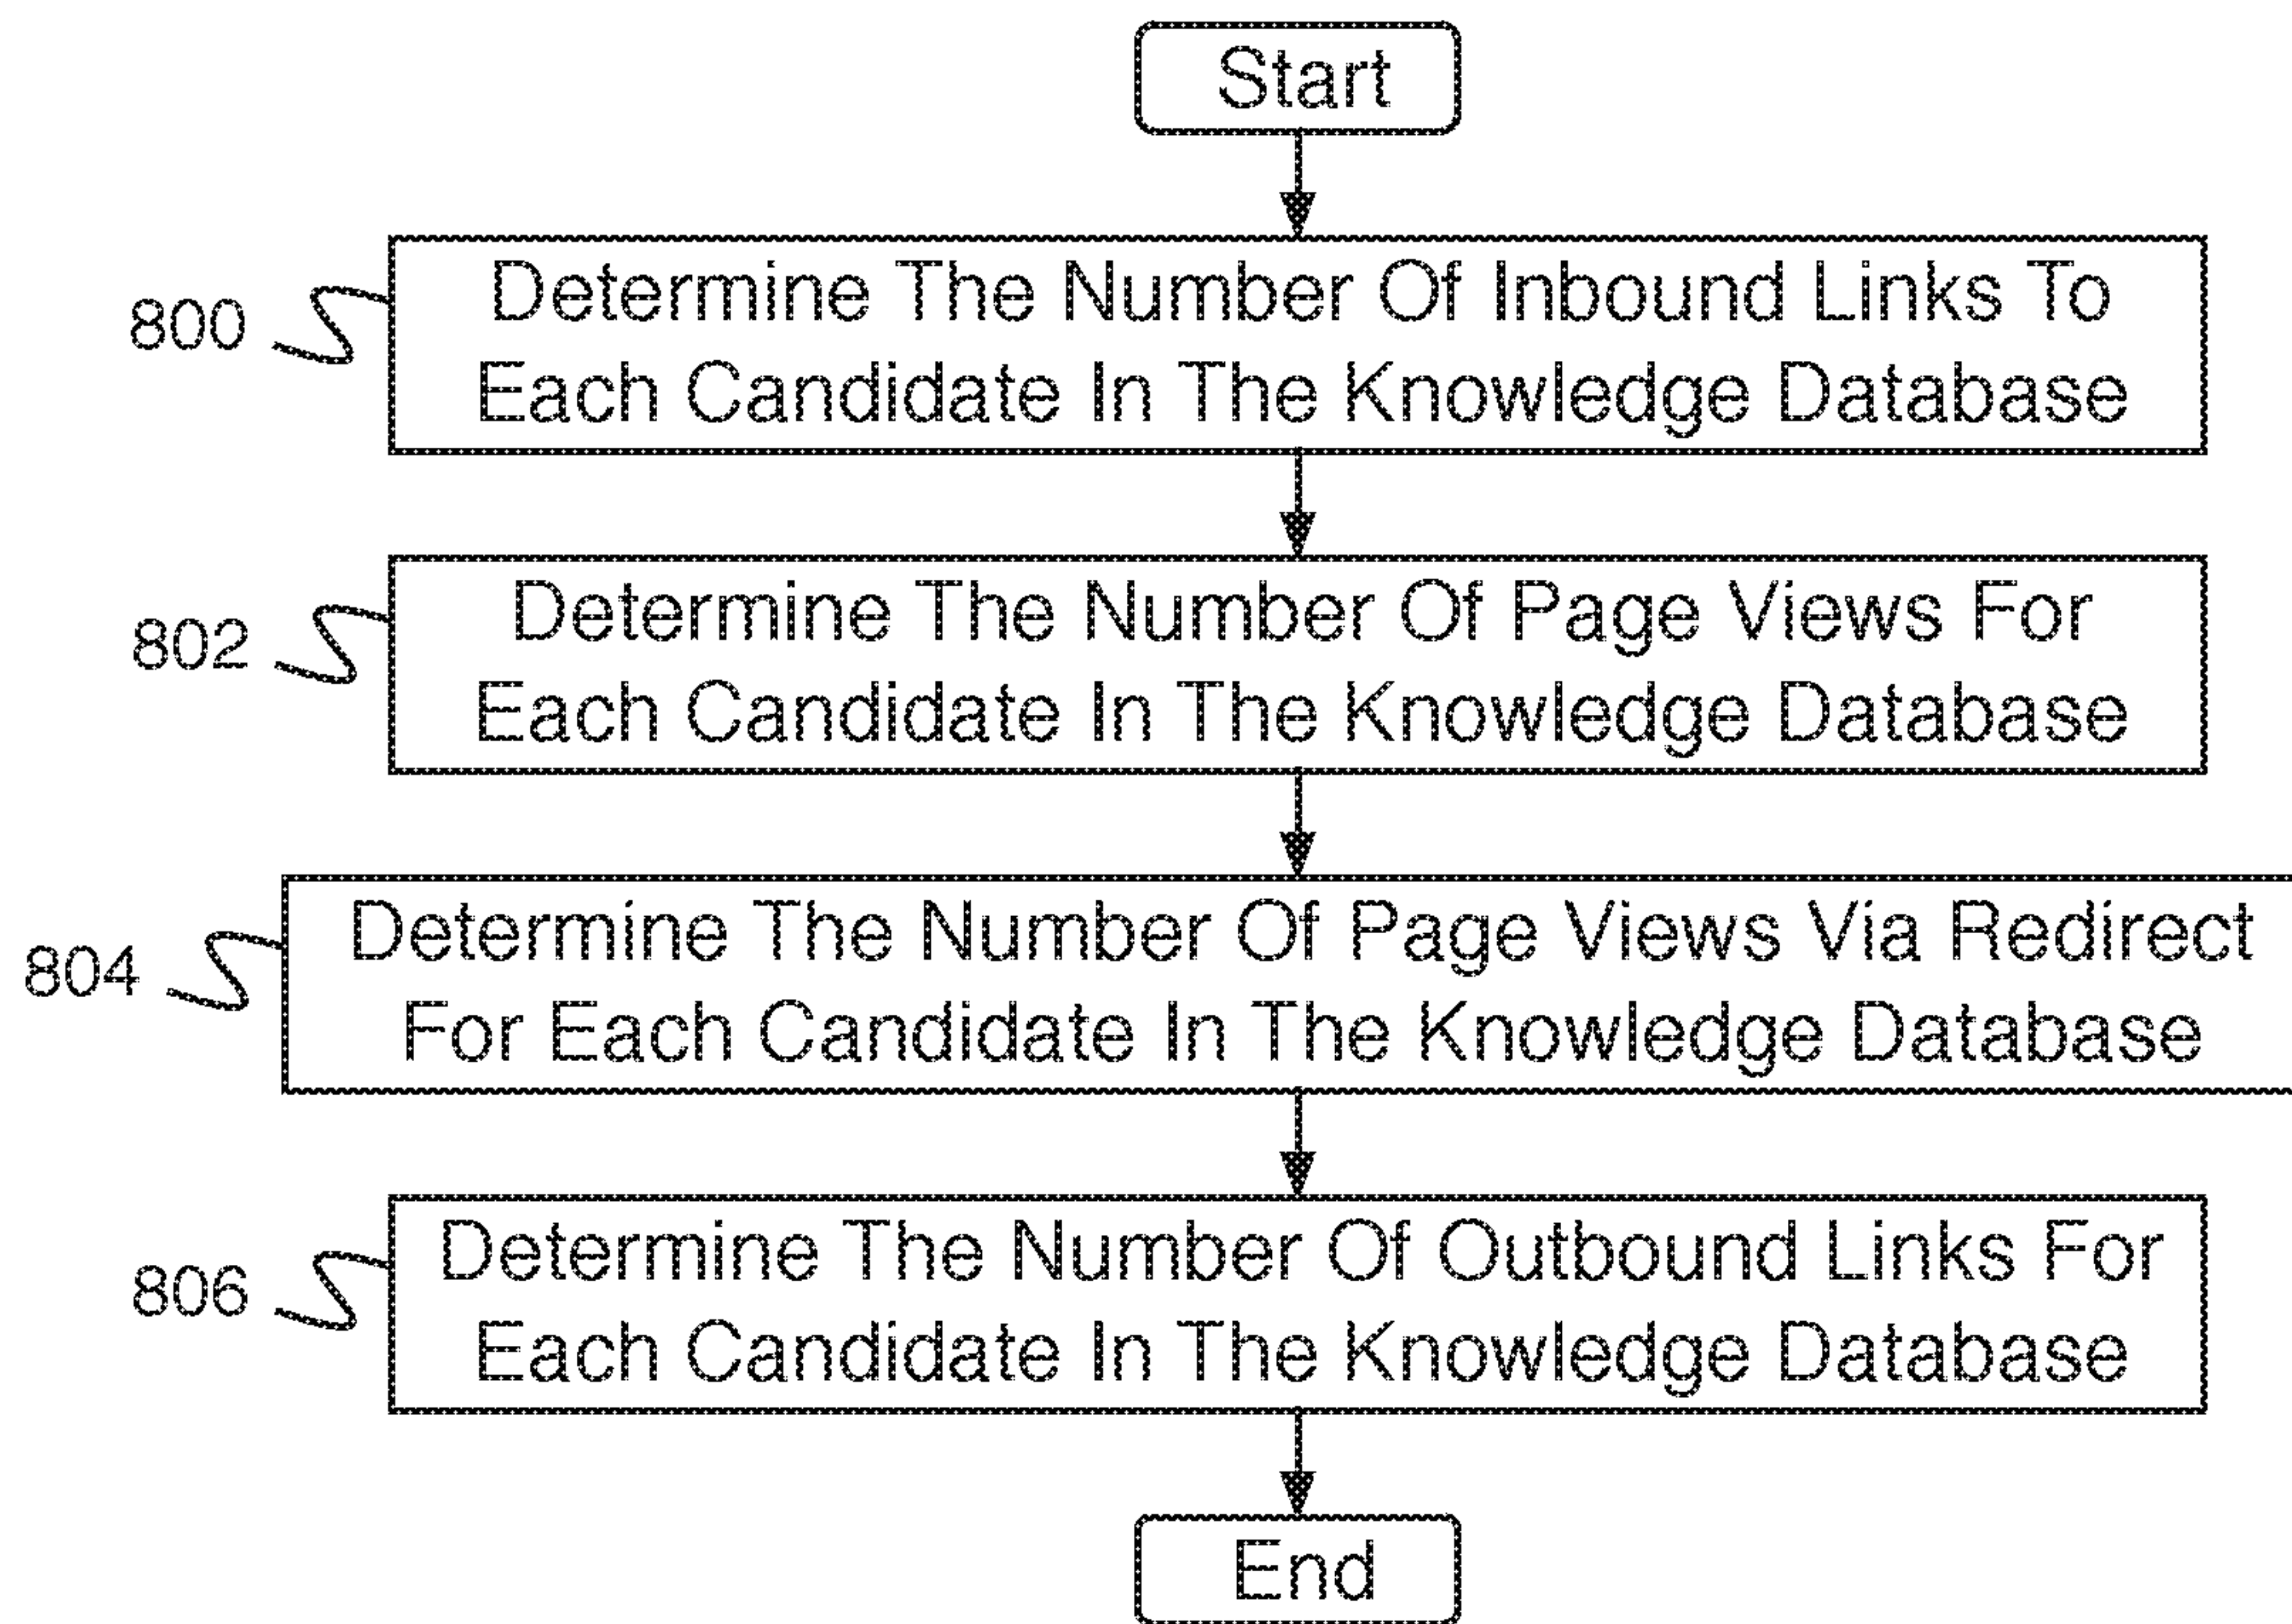 Start
800
Determine The Number Of Inbound Links To
Each Candidate In The Knowledge Database
802
Determine The Number Of Page Views For
Each Candidate In The Knowledge Database
804
Determine The Number Of Page Views Via Redirect
For Each Candidate In The Knowledge Database
806
Determine The Number Of Outbound Links For
Each Candidate In The Knowledge Database
End